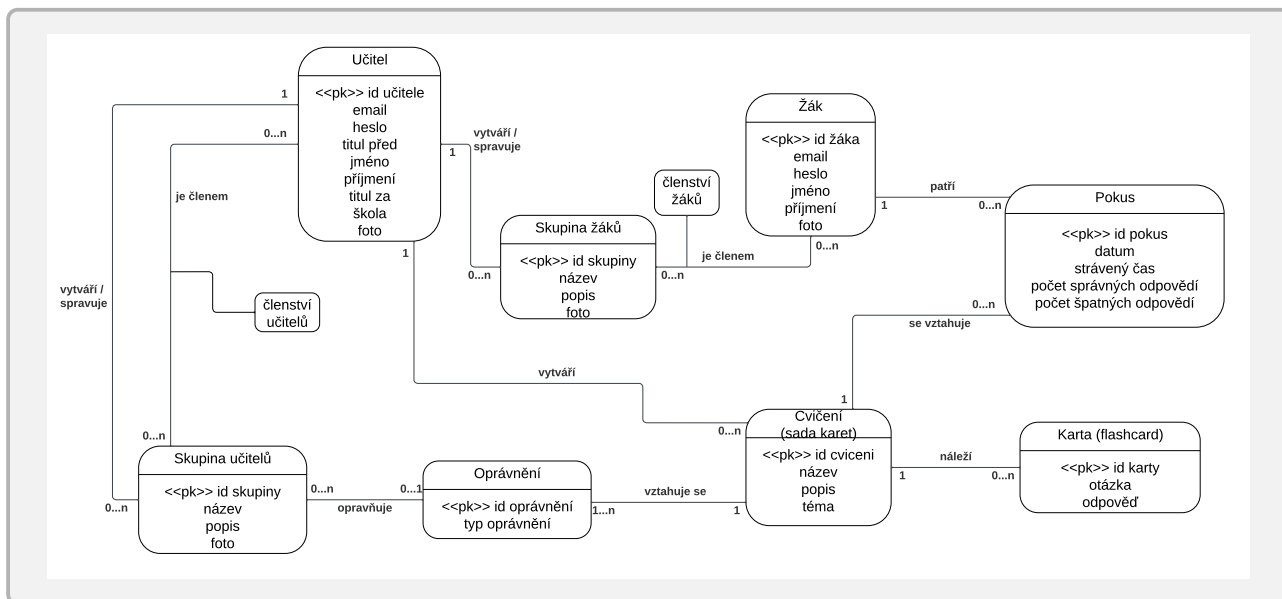 Učitel
<<pk>> id učitele
email
heslo
titul před
jméno
příjmení
titul za
škola
foto
1
0...n
je členem
vytváří /
spravuje
členství
učitelů
0...n
0...n
1
vytváří /
spravuje
0...n
Skupina žáků
<<pk>> id skupiny
název
popis
foto
členství
žáků
0...n
je členem
0...n
Žák
<<pk>> id žáka
email
heslo
jméno
příjmení
foto
1
patří
0...n
Pokus
<<pk>> id pokus
datum
strávený čas
počet správných odpovědí
počet špatných odpovědí
0...n
se vztahuje
1
1
vytváří
0...n
Cvičení
(sada karet)
<<pk>> id cviceni
název
popis
téma
1
náleží
0...n
Karta (flashcard)
<<pk>> id karty
otázka
odpověď
Skupina učitelů
<<pk>> id skupiny
název
popis
foto
0...n
opravňuje
0...1
Oprávnění
<<pk>> id oprávnění
typ oprávnění
1...n
vztahuje se
1